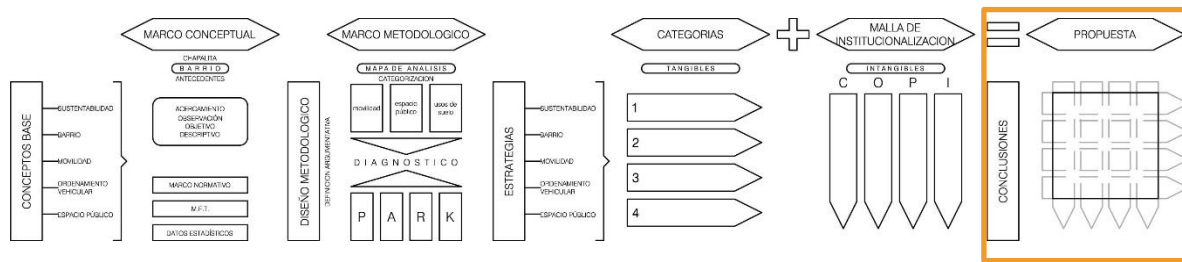 MARCO CONCEPTUAL
CHAPALITA
BARRIO
ANTECEDENTES
CONCEPTOS BASE
SUSTENTABILIDAD
BARRIO
MOVILIDAD
ORDENAMIENTO
VEHICULAR
ESPACIO PÚBLICO
ACERCAMIENTO
OBSERVACIÓN
OBJETIVO
DESCRIPTIVO
MARCO NORMATIVO
M.F.T.
DATOS ESTADÍSTICOS
MARCO METODOLOGICO
MAPA DE ANALISIS
CATEGORIZACION
DISEÑO METODOLOGICO
DEFINICION ARGUMENTATIVA
movilidad
espacio
público
usos de
suelo
DIAGNOSTICO
P A R K
ESTRATEGIAS
SUSTENTABILIDAD
BARRIO
MOVILIDAD
ORDENAMIENTO
VEHICULAR
ESPACIO PÚBLICO
CATEGORIAS
TANGIBLES
1
2
3
4
MALLA DE
INSTITUCIONALIZACION
INTANGIBLES
C O P I
PROPUESTA
CONCLUSIONES